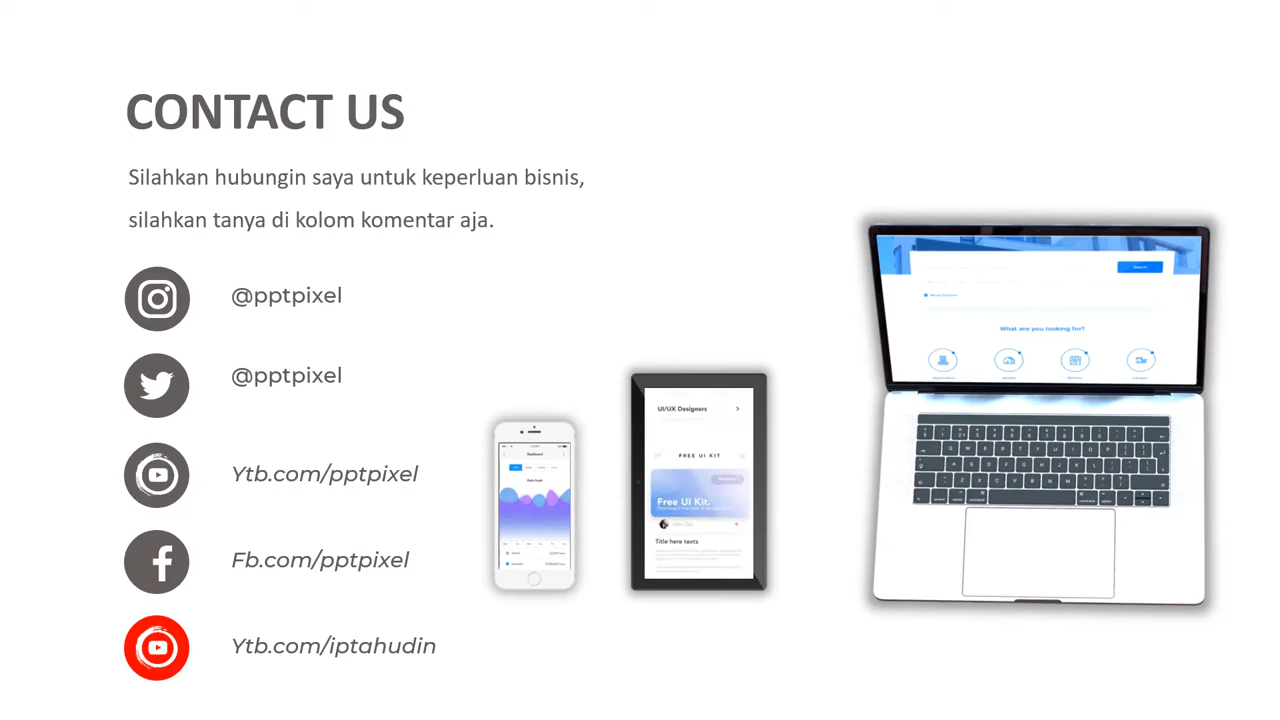 CONTACT US
Silahkan hubungin saya untuk keperluan bisnis,
silahkan tanya di kolom komentar aja.
@pptpixel
@pptpixel
Ytb.com/pptpixel
Fb.com/pptpixel
Ytb.com/iptahudin
Dashboard
UI/UX Designers
FREE UI KIT
Free UI Kit.
Title here texts
What are you looking for?